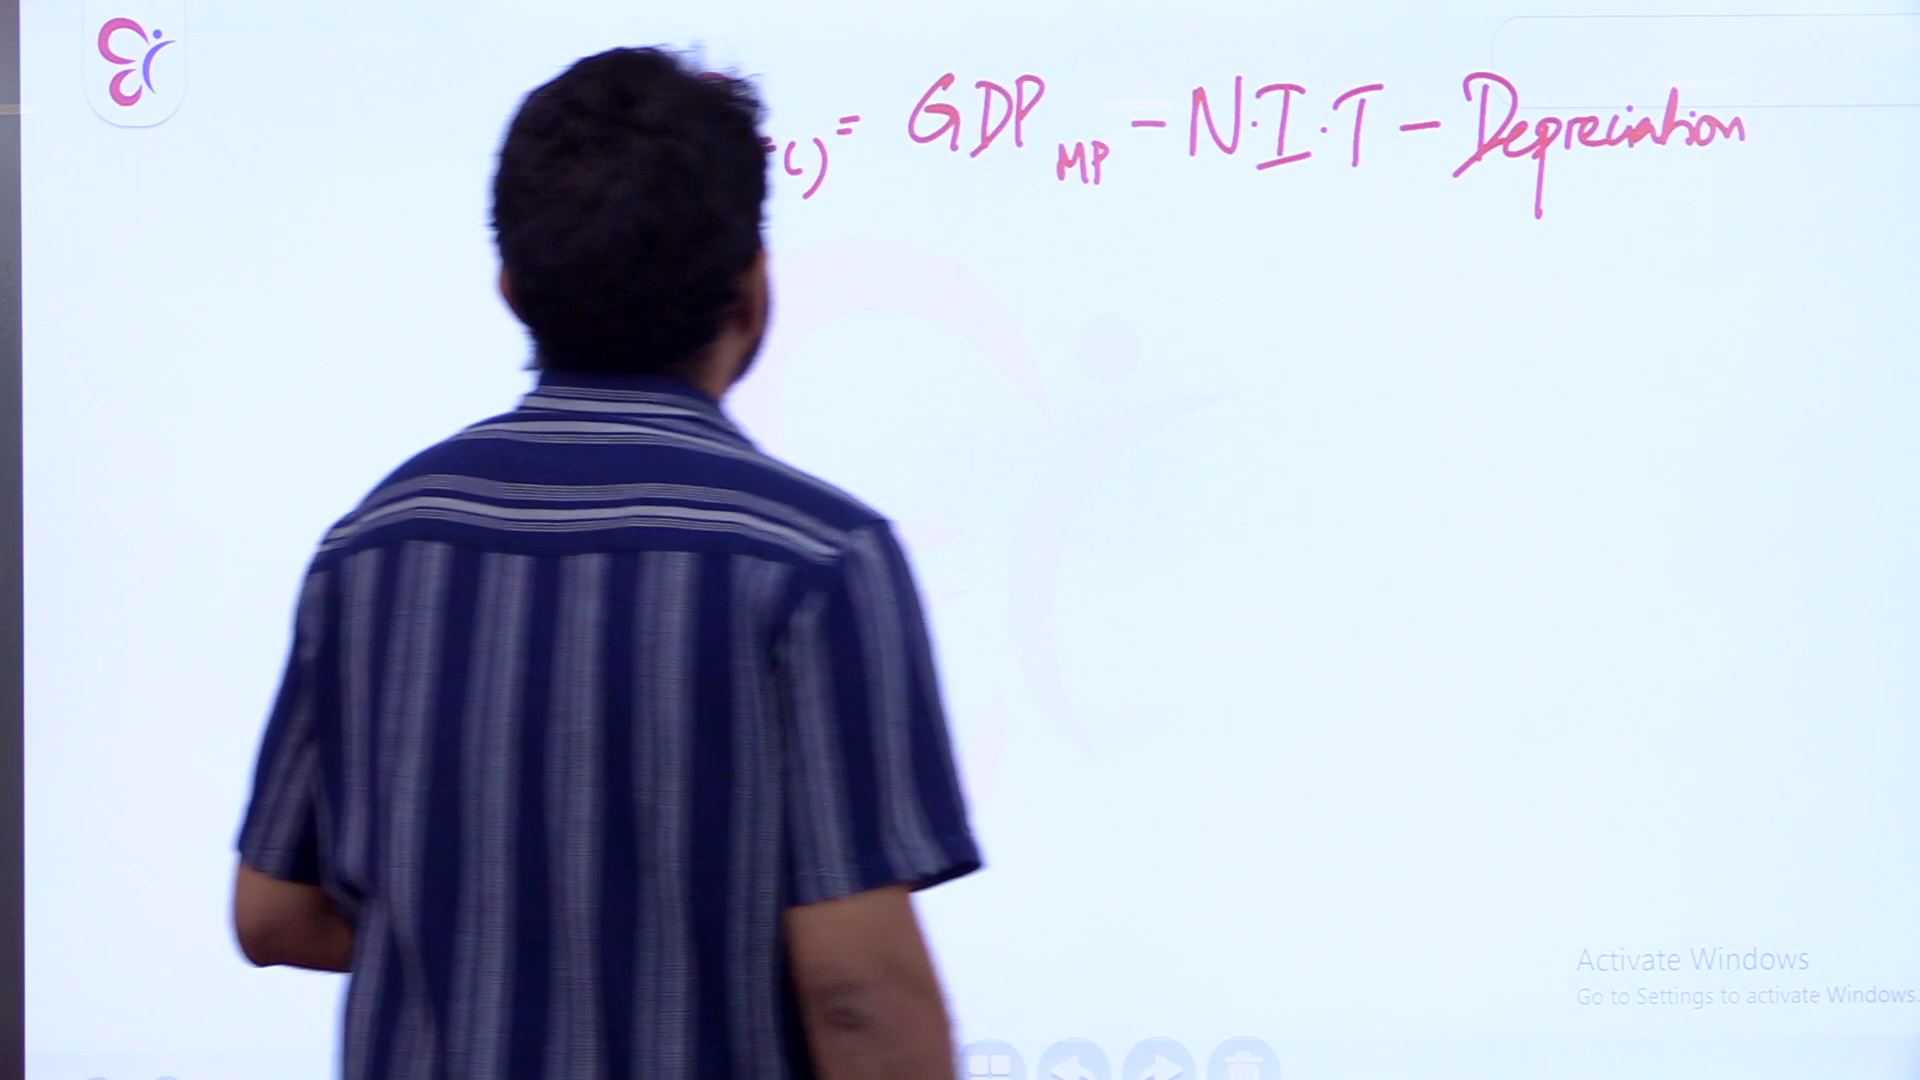 = GDP MP - N.I.T - Depreciation
Activate Windows
Go to Settings to activate Windows.